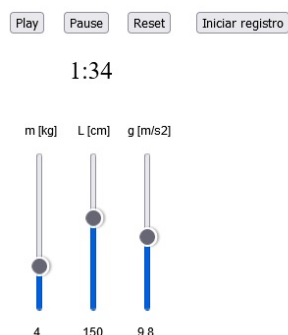 Play Pause Reset Iniciar registro
1:34
m [kg] L [cm] g [m/s2]
4 150 9.8